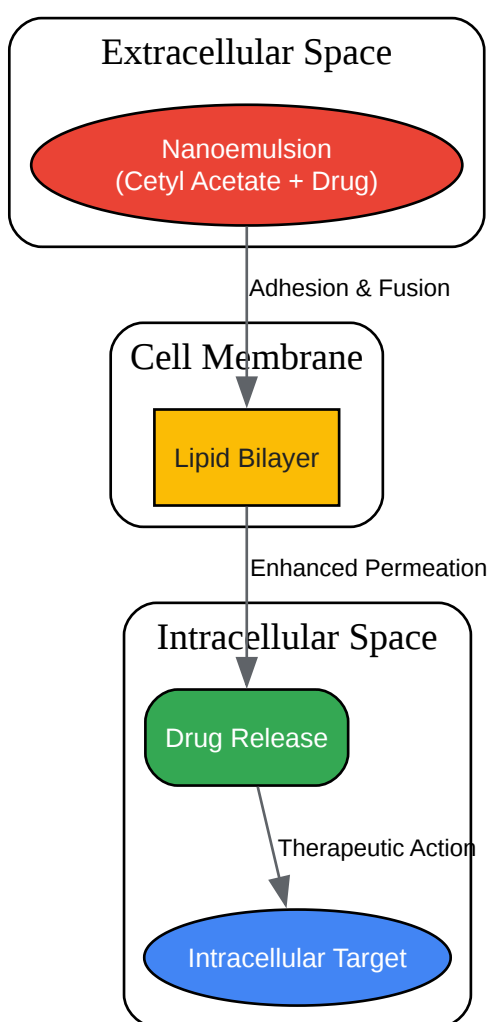 Extracellular Space
Nanoemulsion
(Cetyl Acetate + Drug)
Adhesion & Fusion
Cell Membrane
Lipid Bilayer
Enhanced Permeation
Intracellular Space
Drug Release
Therapeutic Action
Intracellular Target